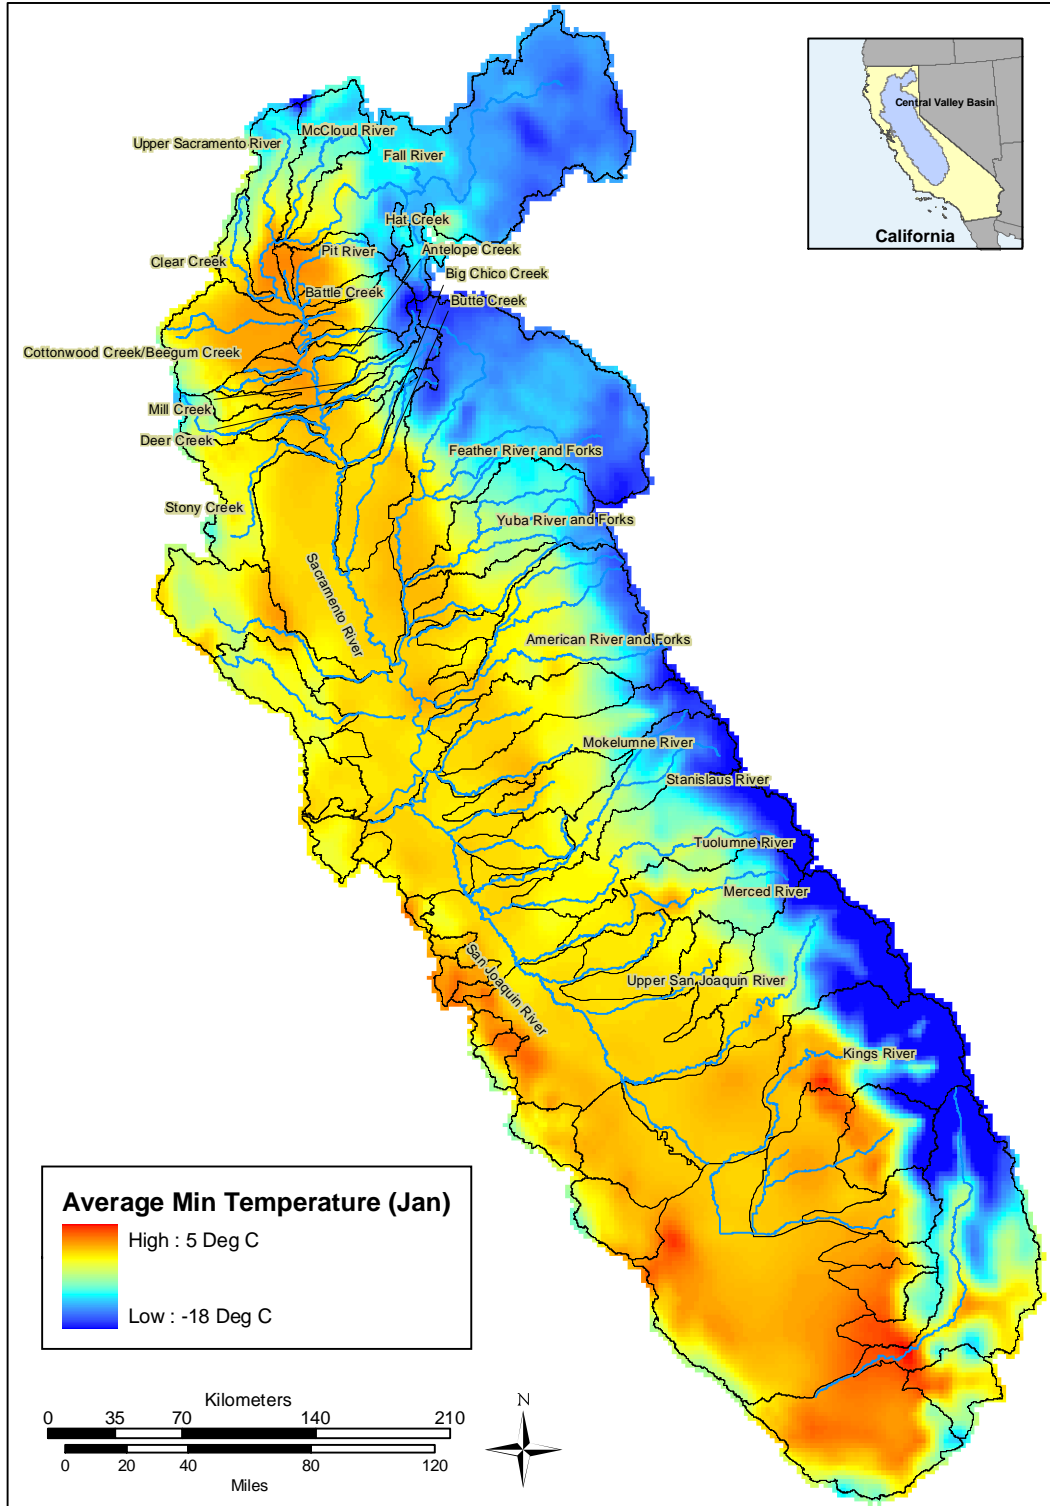 Central Valley Basin
California
McCloud River
Upper Sacramento River
Fall River
Hat Creek
Pit River
Antelope Creek
Clear Creek
Big Chico Creek
Battle Creek
Butte Creek
Cottonwood Creek/Beegum Creek
Mill Creek
Deer Creek
Feather River and Forks
Stony Creek
Yuba River and Forks
Sacramento River
American River and Forks
Mokelumne River
Stanislaus River
Tuolumne River
Merced River
San Joaquin River
Upper San Joaquin River
Kings River
Average Min Temperature (Jan)
High : 5 Deg C
Low : -18 Deg C
Kilometers
0 35 70 140 210
0 20 40 80 120
Miles
N